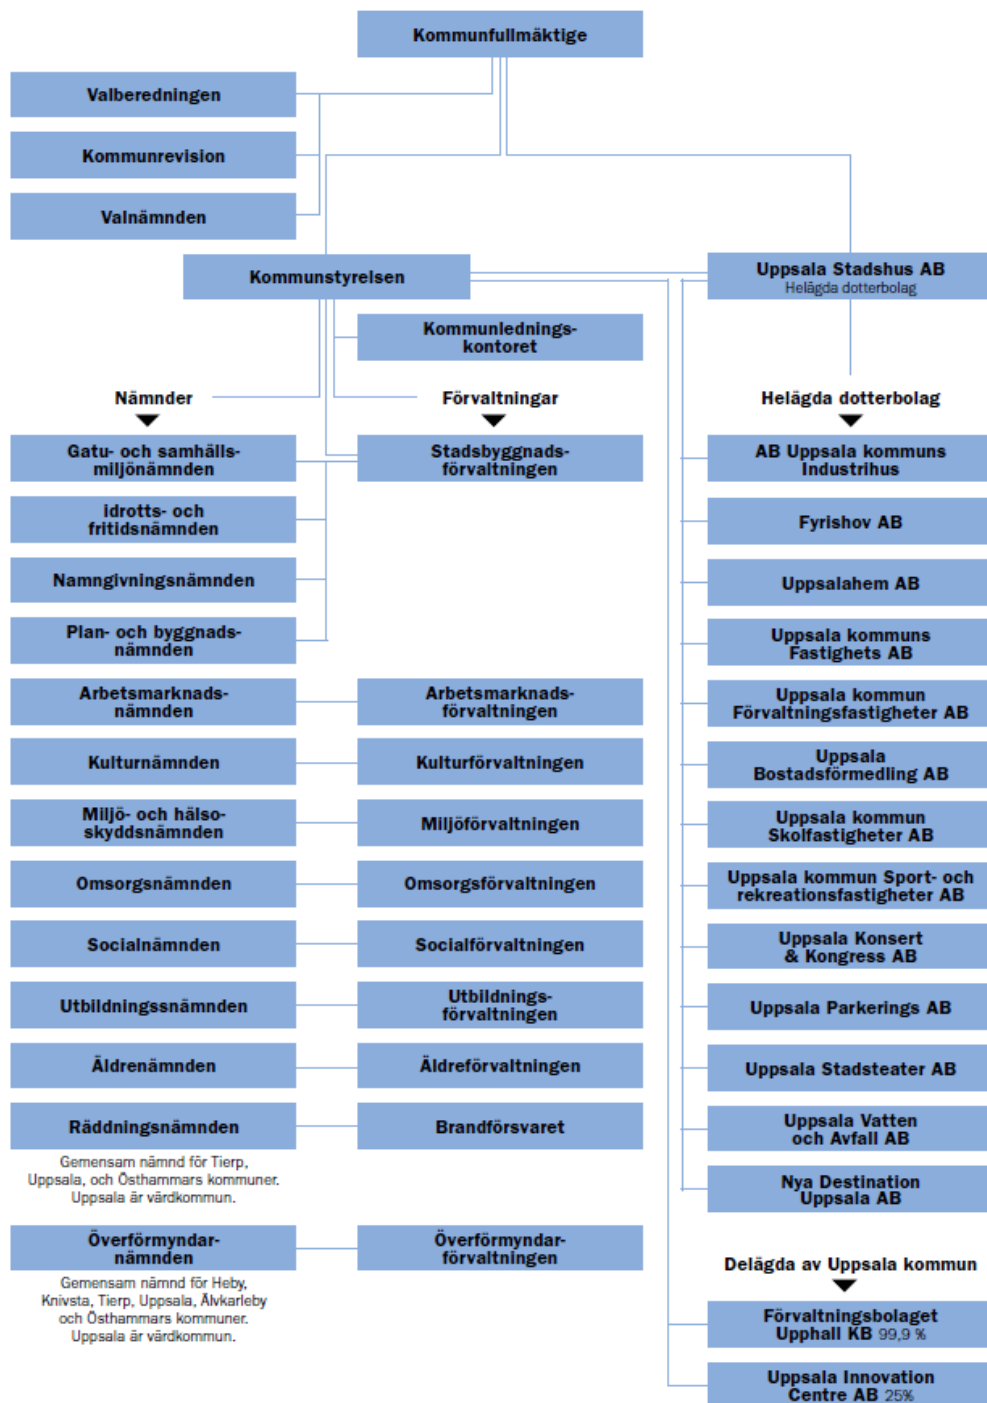 Kommunfullmäktige
Valberedningen
Kommunrevision
Valnämnden
Kommunstyrelsen
Uppsala Stadshus AB
Helägda dotterbolag
Kommunlednings-
kontoret
Nämnder
Förvaltningar
Helägda dotterbolag
Gatu- och samhälls-
miljönämnden
Stadsbyggnads-
förvaltningen
AB Uppsala kommuns
Industrihus
idrotts- och
fritidsnämnden
Fyrishov AB
Namngivningsnämnden
Uppsalahem AB
Plan- och byggnads-
nämnden
Uppsala kommuns
Fastighets AB
Arbetsmarknads-
nämnden
Arbetsmarknads-
förvaltningen
Uppsala kommun
Förvaltningsfastigheter AB
Kulturnämnden
Kulturförvaltningen
Uppsala
Bostadsförmedling AB
Miljö- och hälso-
skyddsnämnden
Miljöförvaltningen
Uppsala kommun
Skolfastigheter AB
Omsorgsnämnden
Omsorgsförvaltningen
Uppsala kommun Sport- och
rekreationsfastigheter AB
Socialnämnden
Socialförvaltningen
Uppsala Konsert
& Kongress AB
Utbildningssnämnden
Utbildnings-
förvaltningen
Uppsala Parkerings AB
Äldrenämnden
Äldreförvaltningen
Uppsala Stadsteater AB
Räddningsnämnden
Brandförsvaret
Uppsala Vatten
och Avfall AB
Gemensam nämnd för Tierp,
Uppsala, och Östhammars kommuner.
Uppsala är värdkommun.
Nya Destination
Uppsala AB
Överförmyndar-
nämnden
Överförmyndar-
förvaltningen
Gemensam nämnd för Heby,
Knivsta, Tierp, Uppsala, Älvkarleby
och Östhammars kommuner.
Uppsala är värdkommun.
Delägda av Uppsala kommun
Förvaltningsbolaget
Upphall KB 99,9 %
Uppsala Innovation
Centre AB 25%